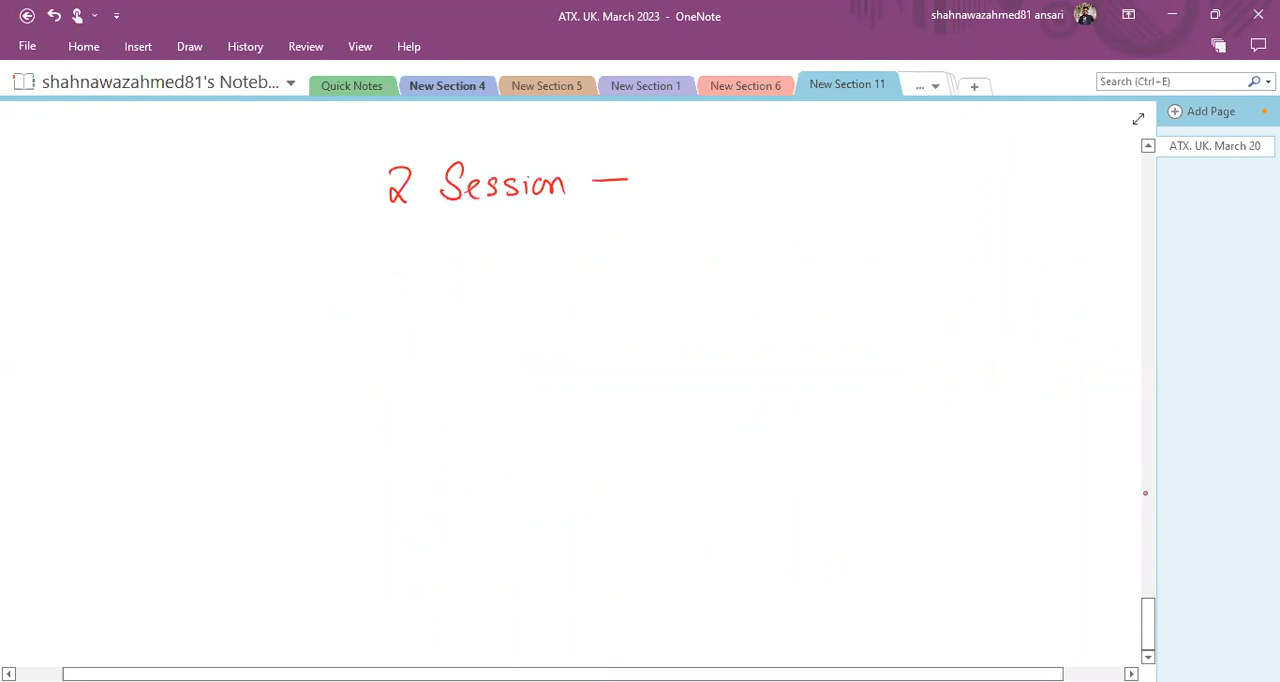 ATX. UK. March 2023 - OneNote
shahnawazahmed81 ansari
File Home Insert Draw History Review View Help
shahnawazahmed81's Noteb...
Quick Notes New Section 4 New Section 5 New Section 1 New Section 6 New Section 11 ...
Search (Ctrl+E)
Add Page
ATX. UK. March 20
2 Session —